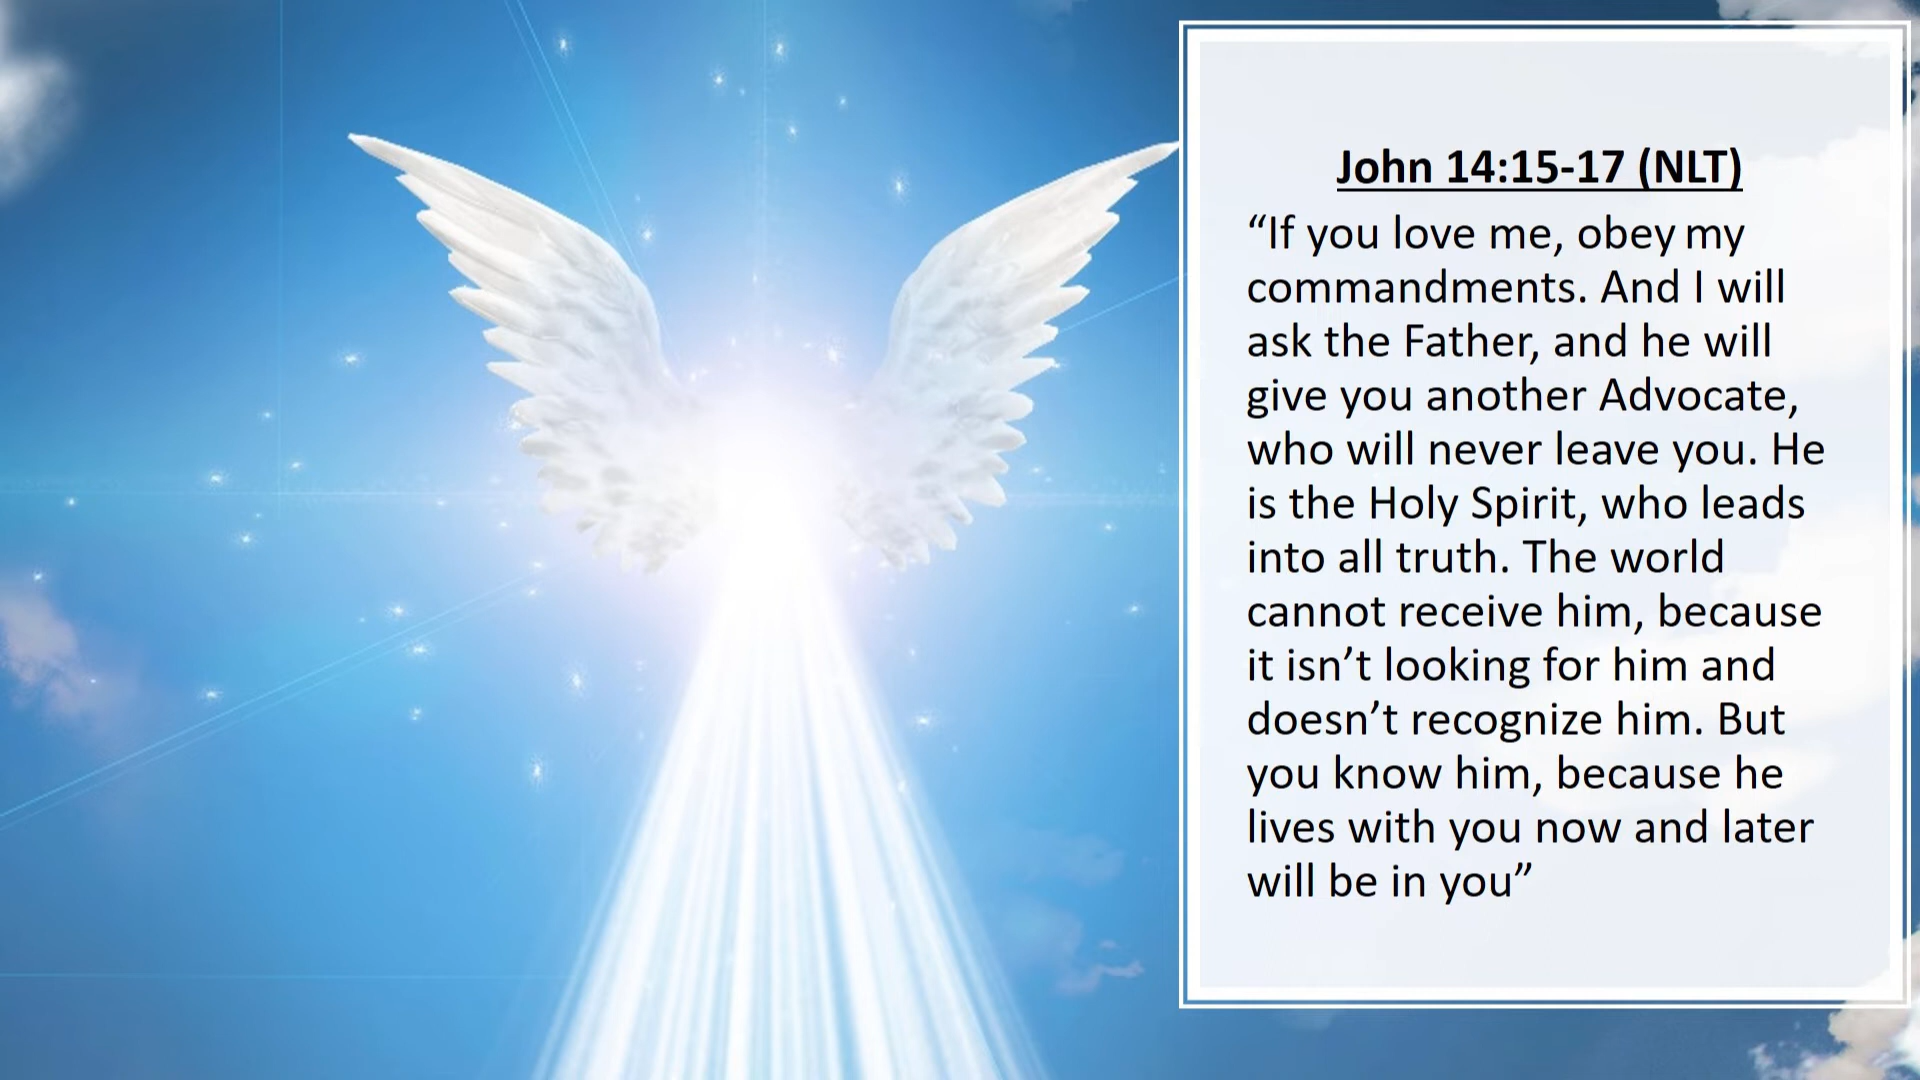 John 14:15-17 (NLT)
“If you love me, obey my
commandments. And I will
ask the Father, and he will
give you another Advocate,
who will never leave you. He
is the Holy Spirit, who leads
into all truth. The world
cannot receive him, because
it isn’t looking for him and
doesn’t recognize him. But
you know him, because he
lives with you now and later
will be in you”